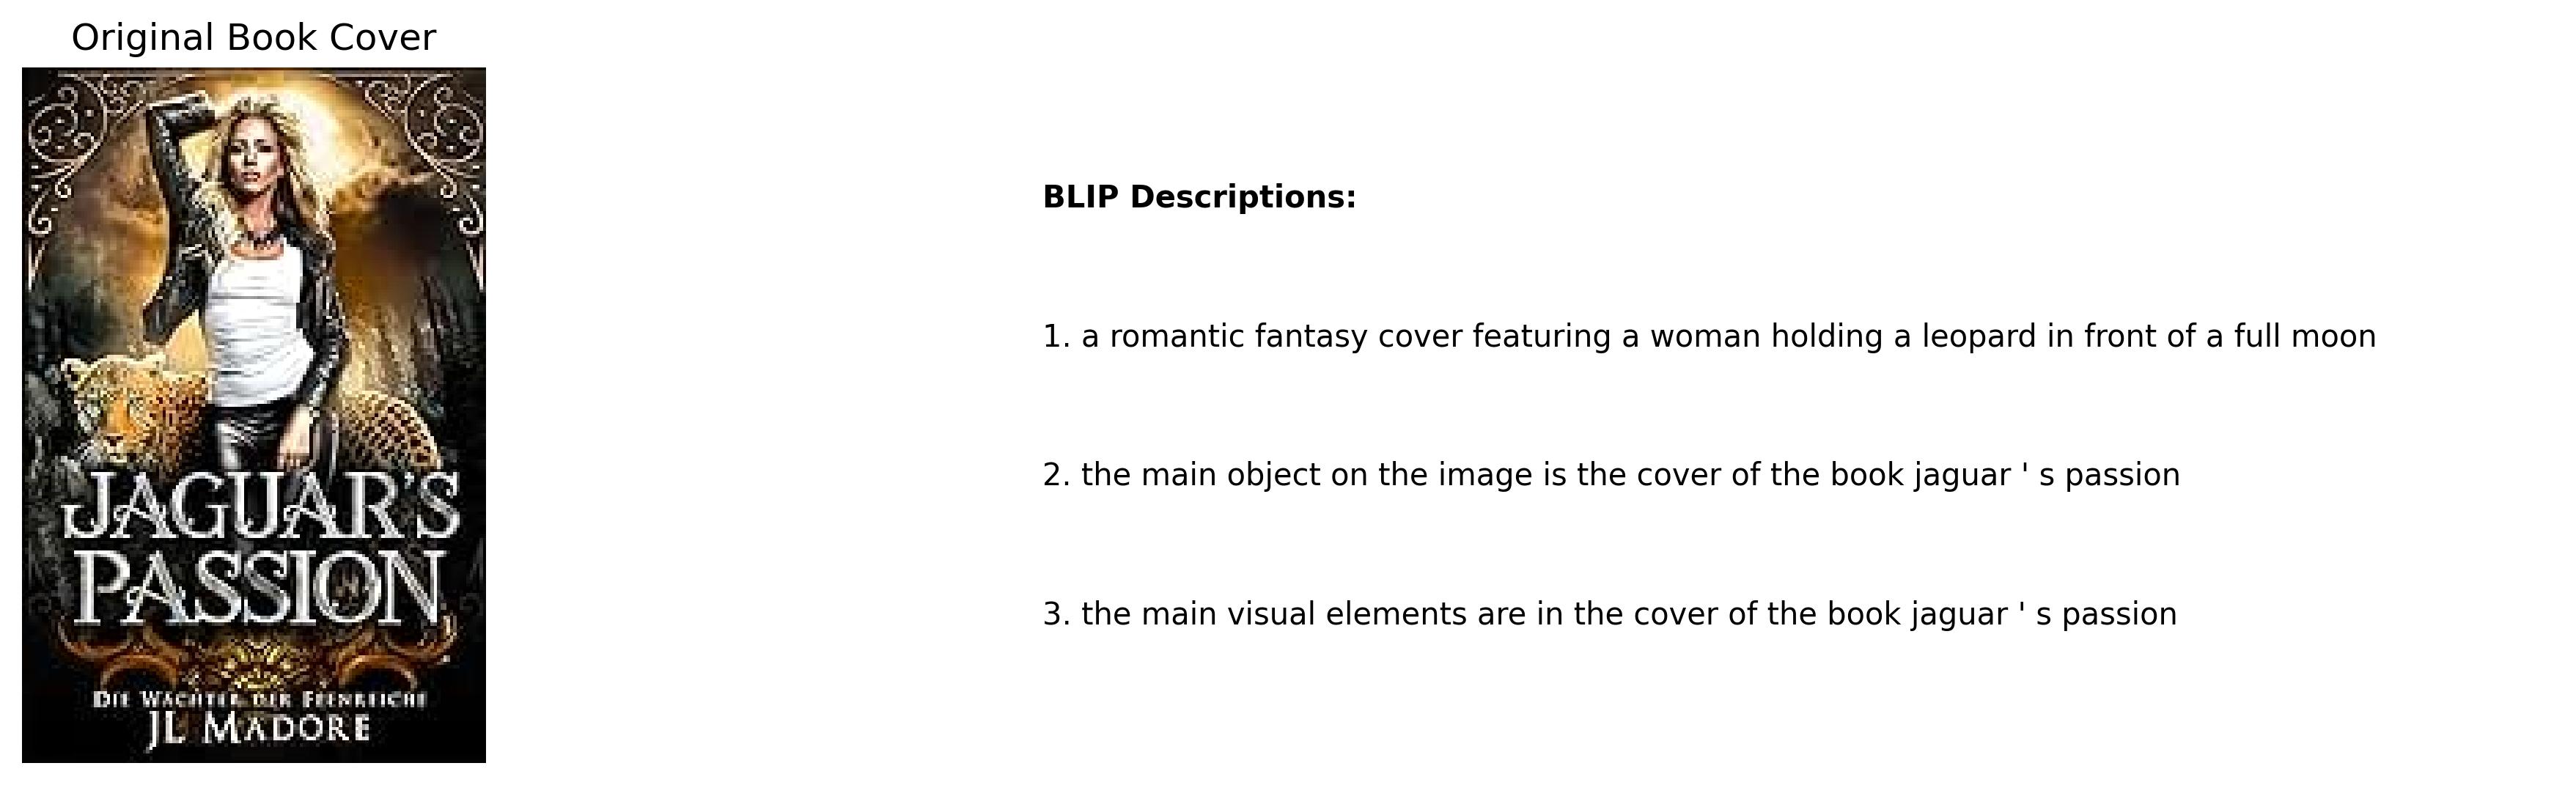 Original Book Cover
JAGUAR'S
PASSION
DIE WÄCHTER DER FEENREICHE
JL MADORE
BLIP Descriptions:
1. a romantic fantasy cover featuring a woman holding a leopard in front of a full moon
2. the main object on the image is the cover of the book jaguar ' s passion
3. the main visual elements are in the cover of the book jaguar ' s passion